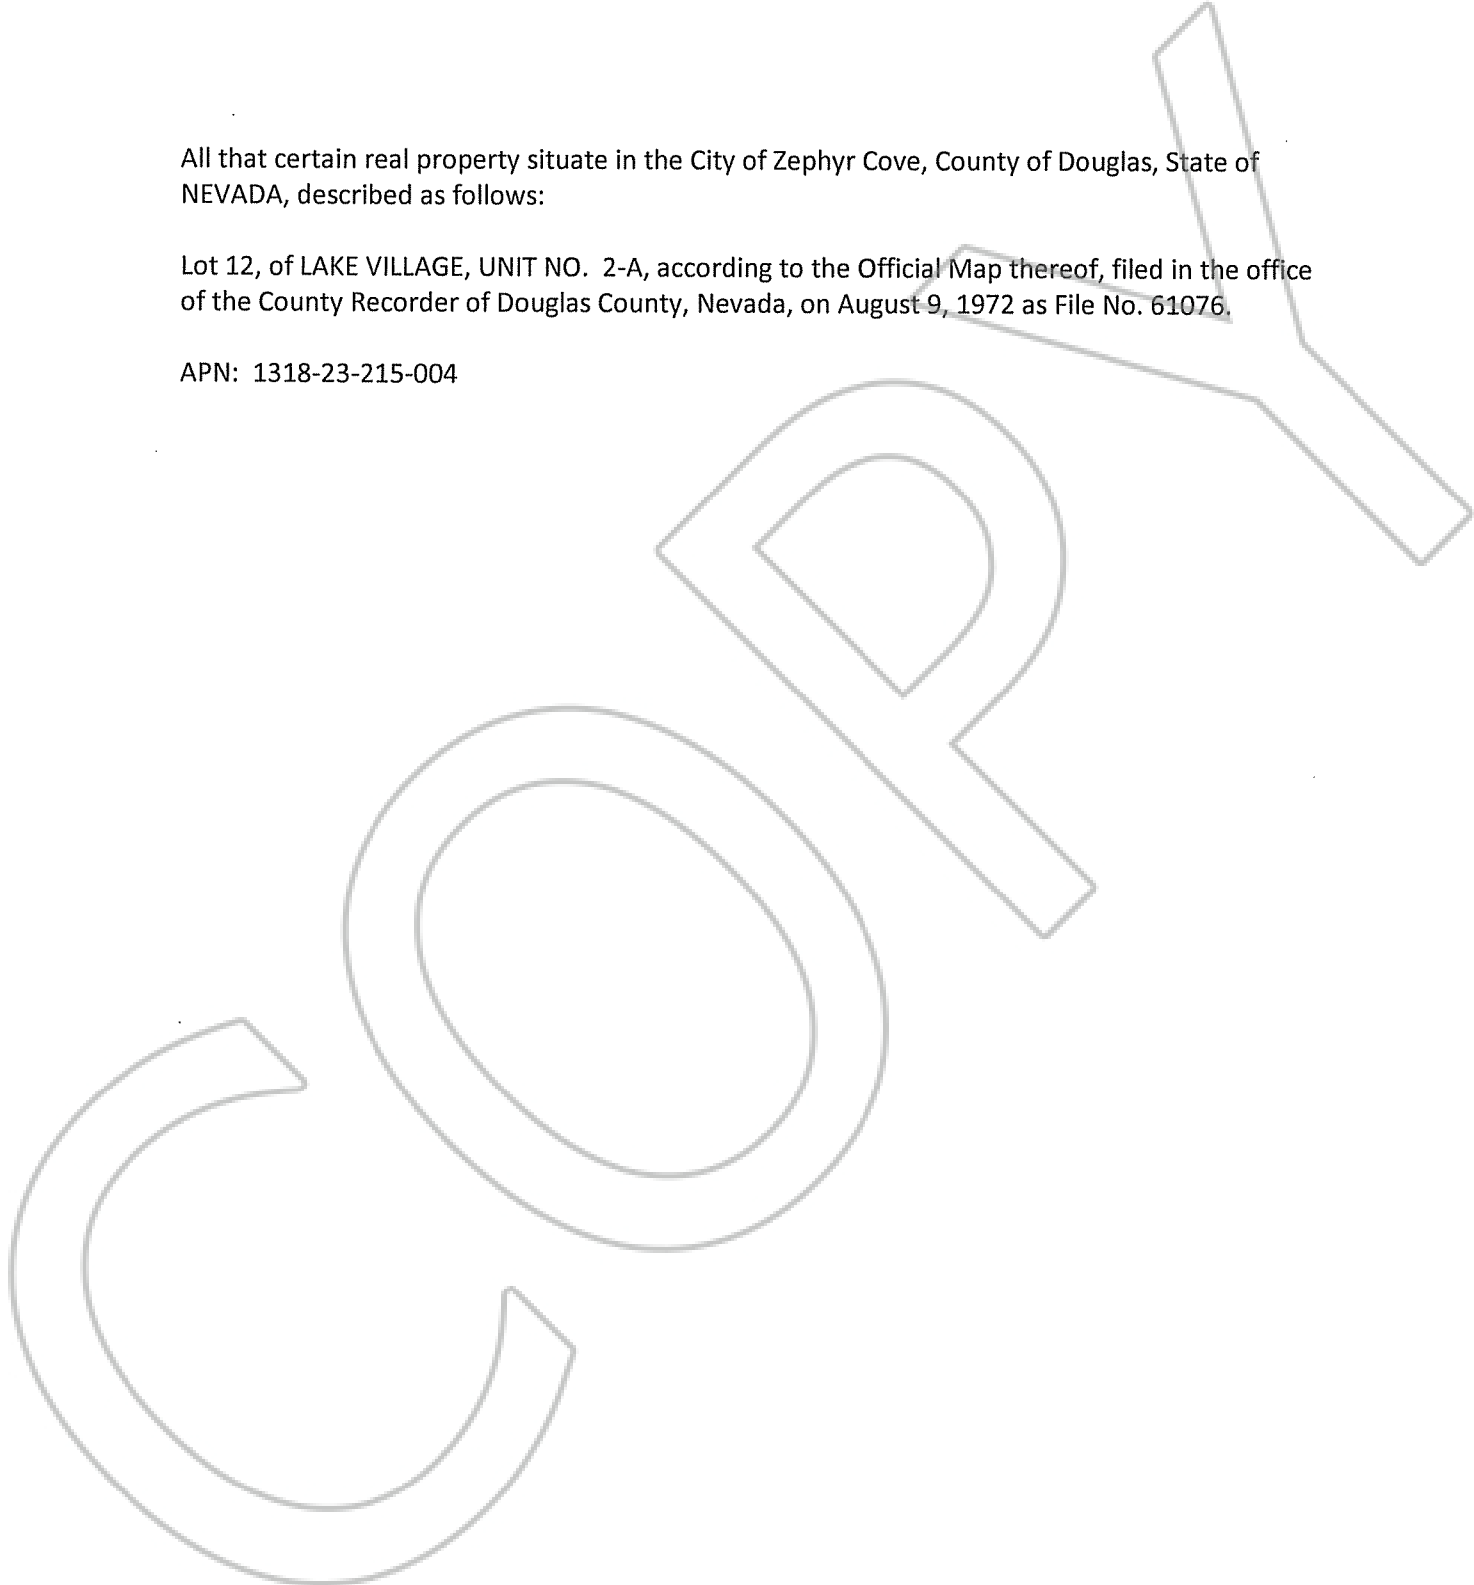 All that certain real property situate in the City of Zephyr Cove, County of Douglas, State of
NEVADA, described as follows:
Lot 12, of LAKE VILLAGE, UNIT NO.  2-A, according to the Official Map thereof, filed in the office
of the County Recorder of Douglas County, Nevada, on August 9, 1972 as File No. 61076.
APN:  1318-23-215-004
COPY